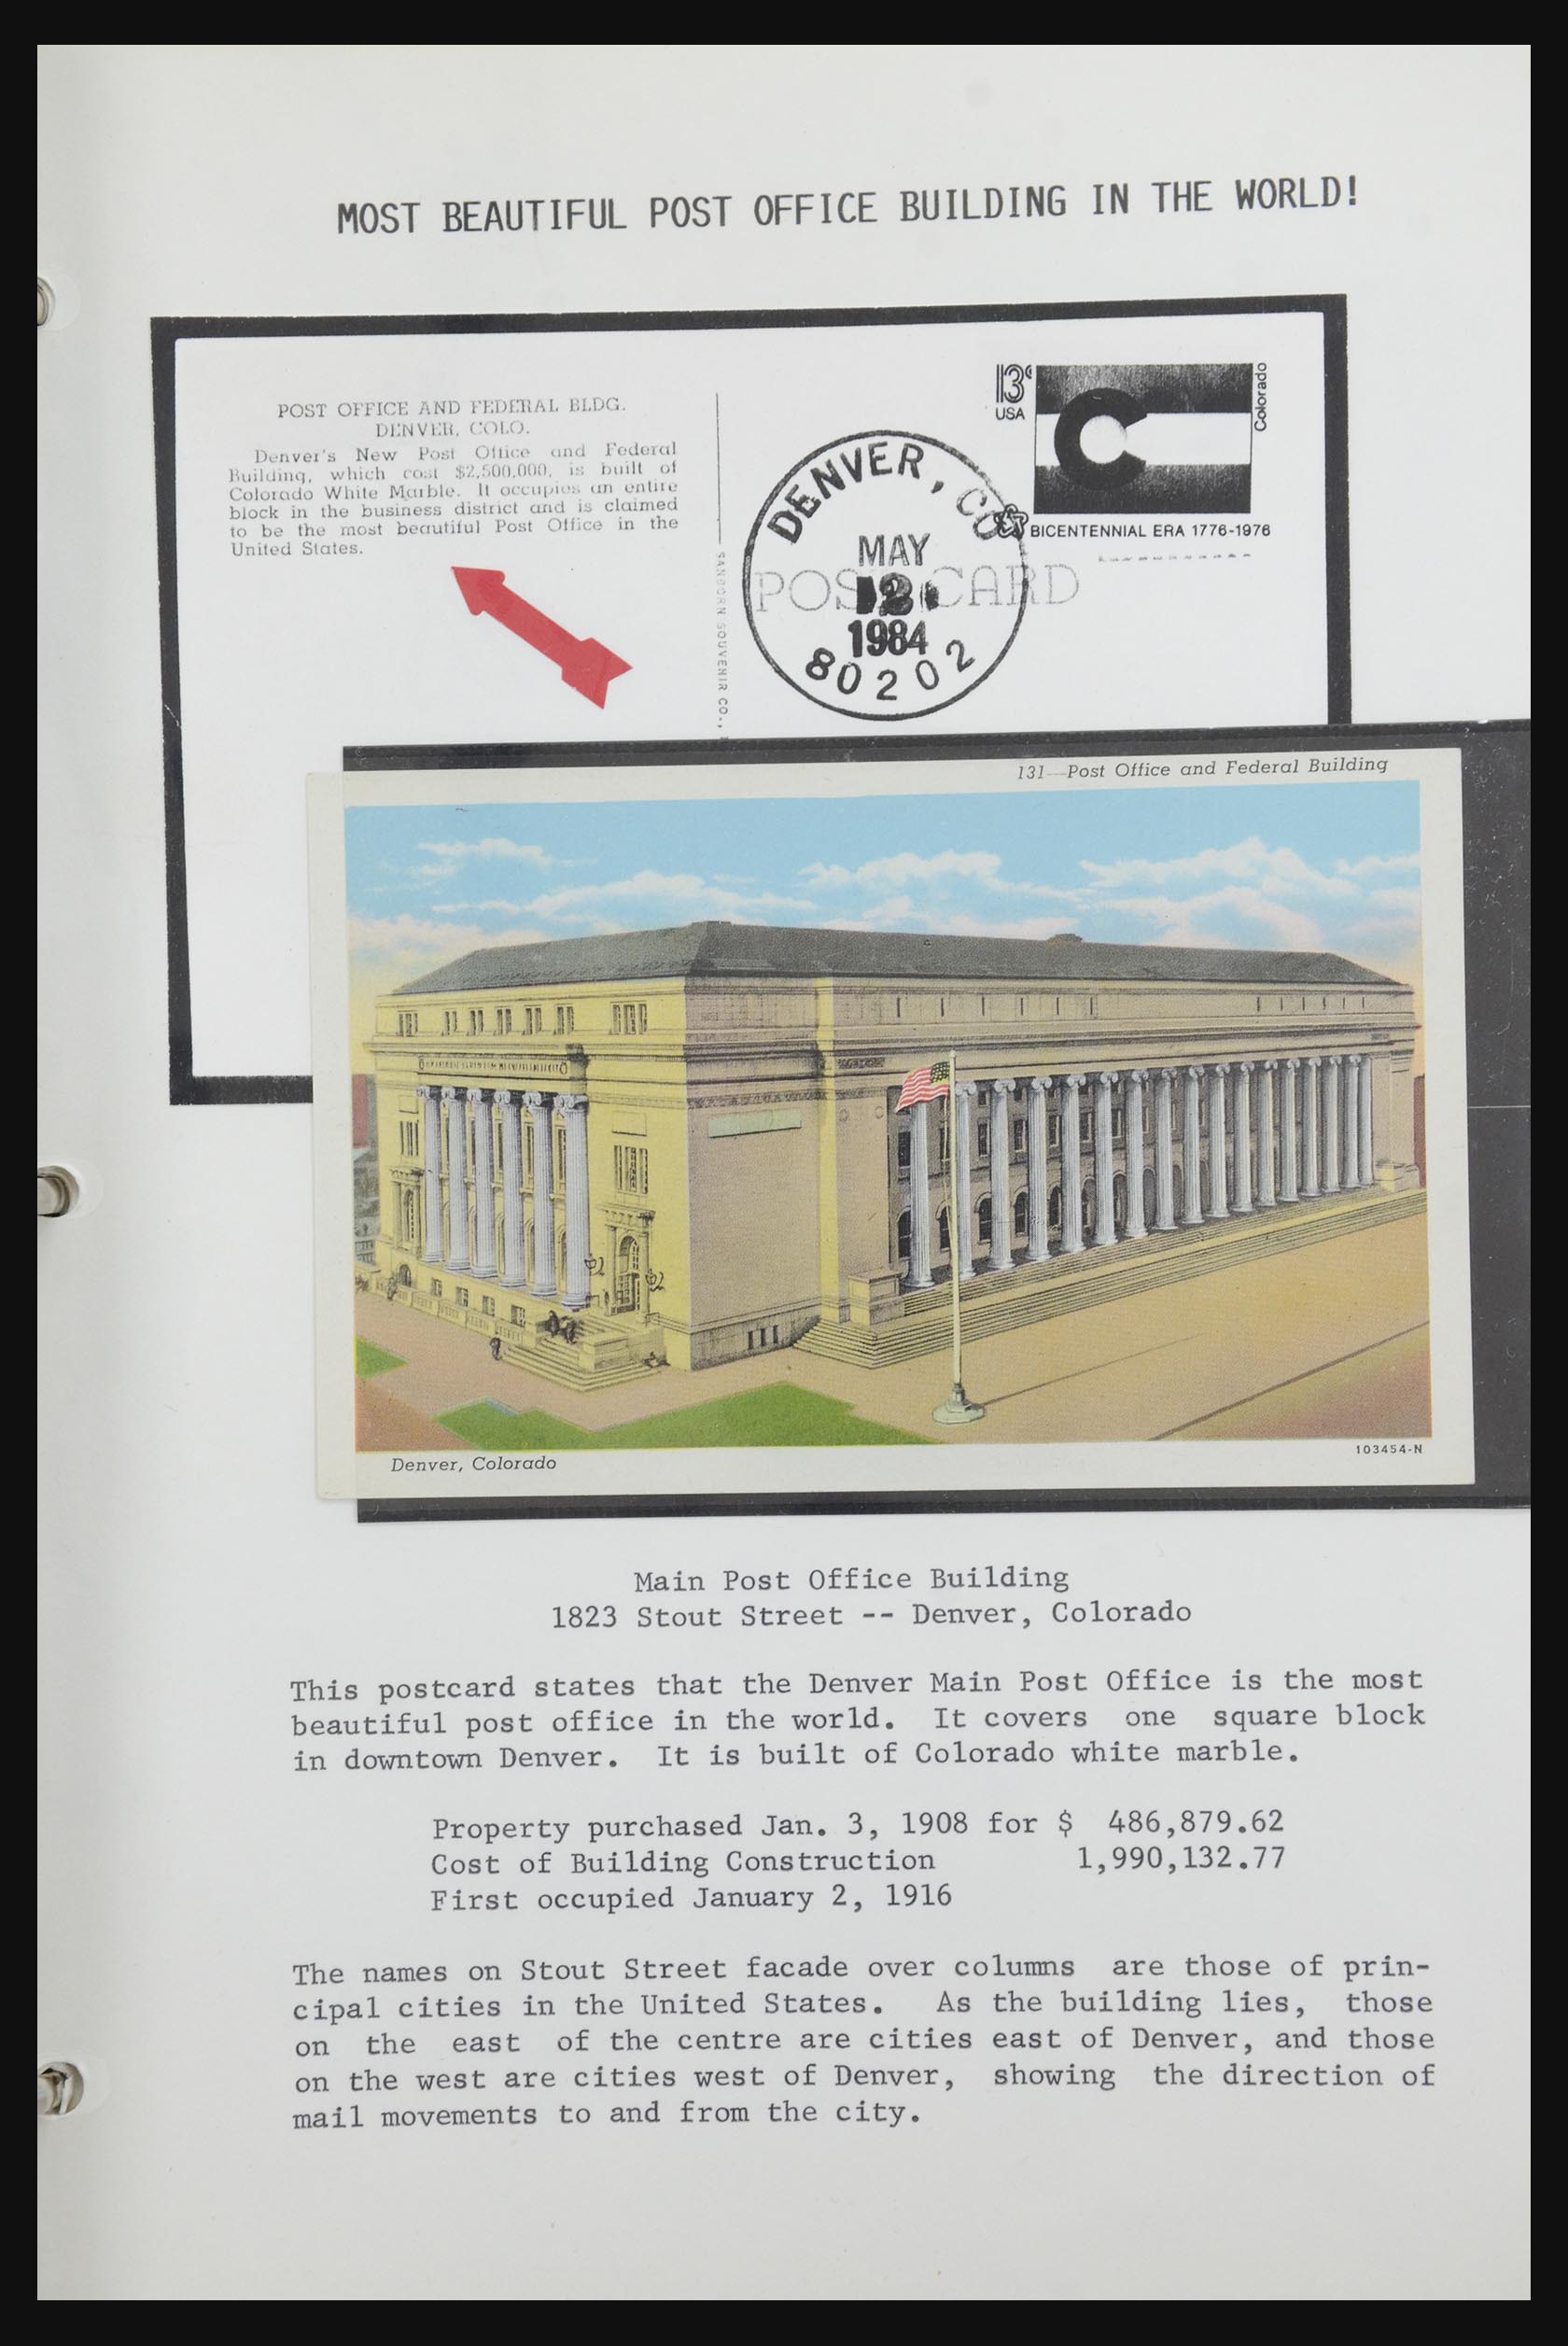 MOST BEAUTIFUL POST OFFICE BUILDING IN THE WORLD!
POST OFFICE AND FEDERAL BLDG.
DENVER, COLO.
Denver's New Post Office and Federal
Building, which cost $2,500,000, is built of
Colorado White Marble. It occupies an entire
block in the business district and is claimed
to be the most beautiful Post Office in the
United States.
SANBORN SOUVENIR CO.,
13c
USA
Colorado
BICENTENNIAL ERA 1776-1976
DENVER, CO
MAY
1984
80202
POST CARD
131—Post Office and Federal Building
Denver, Colorado
103454-N
Main Post Office Building
1823 Stout Street -- Denver, Colorado
This postcard states that the Denver Main Post Office is the most
beautiful post office in the world. It covers one square block
in downtown Denver. It is built of Colorado white marble.
Property purchased Jan. 3, 1908 for $ 486,879.62
Cost of Building Construction 1,990,132.77
First occupied January 2, 1916
The names on Stout Street facade over columns are those of prin-
cipal cities in the United States. As the building lies, those
on the east of the centre are cities east of Denver, and those
on the west are cities west of Denver, showing the direction of
mail movements to and from the city.